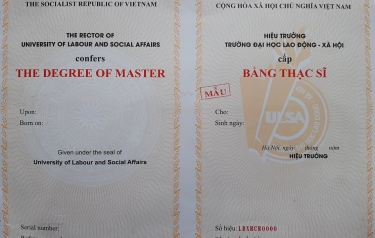 THE SOCIALIST REPUBLIC OF VIETNAM
THE RECTOR OF
UNIVERSITY OF LABOUR AND SOCIAL AFFAIRS
confers
THE DEGREE OF MASTER
Upon:
Born on:
Given under the seal of
University of Labour and Social Affairs
Serial number:
CỘNG HÒA XÃ HỘI CHỦ NGHĨA VIỆT NAM
HIỆU TRƯỞNG
TRƯỜNG ĐẠI HỌC LAO ĐỘNG - XÃ HỘI
cấp
BẰNG THẠC SĨ
MẪU
Cho:
Sinh ngày:
ULSA
Hà Nội, ngày tháng năm
HIỆU TRƯỞNG
Số hiệu: LĐXMCB0000